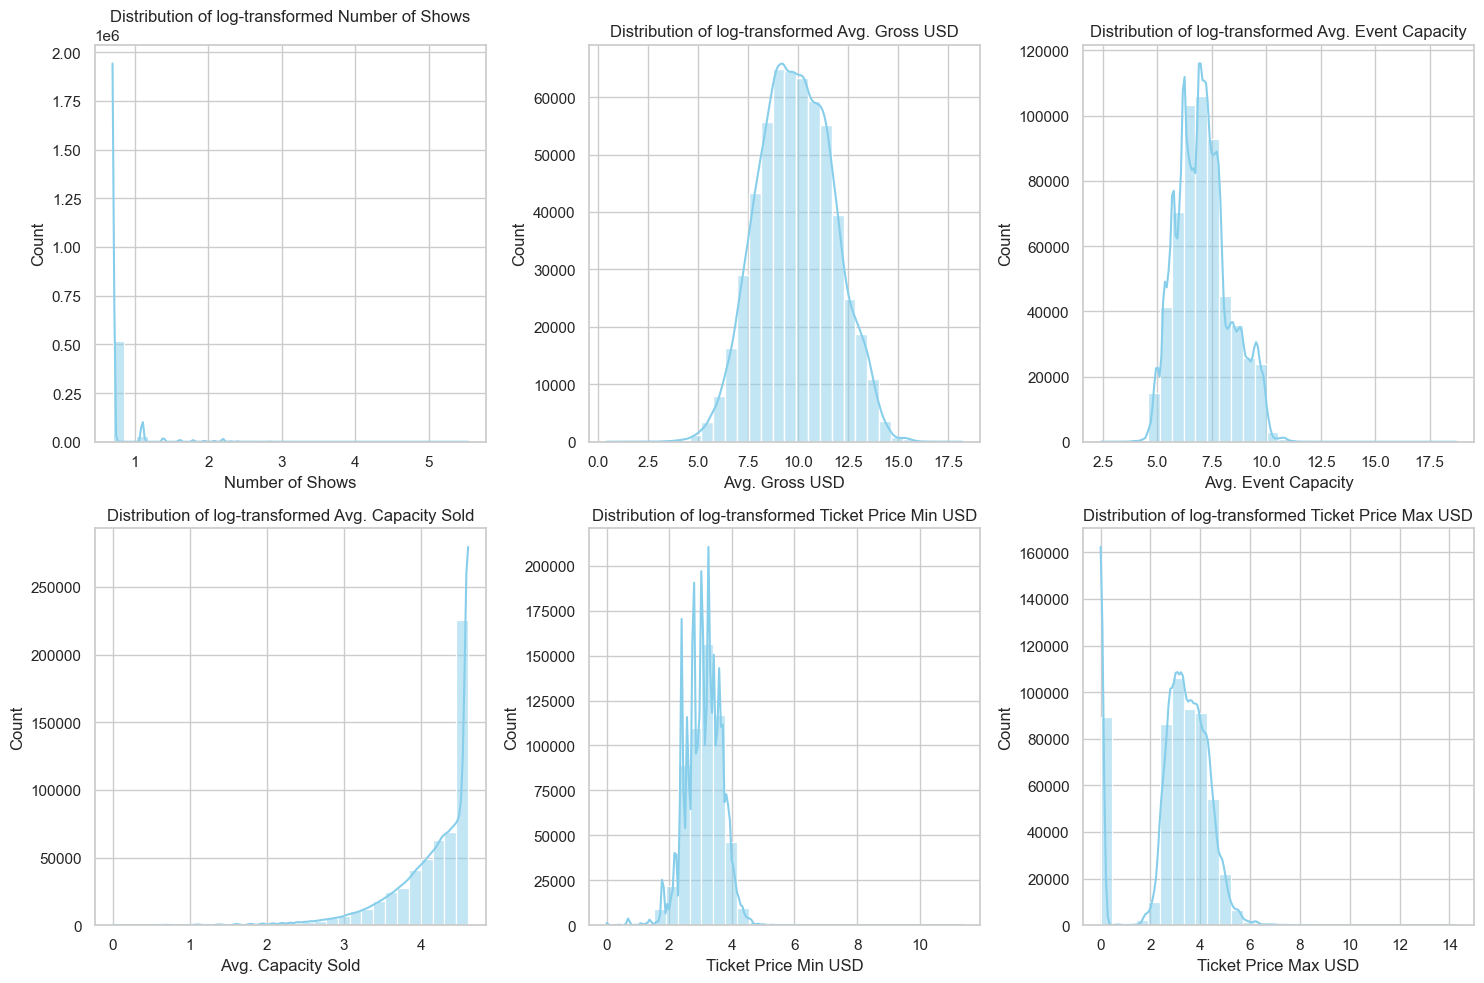 Distribution of log-transformed Number of Shows
1e6
2.00
1.75
1.50
1.25
1.00
0.75
0.50
0.25
0.00
Count
1 2 3 4 5
Number of Shows
Distribution of log-transformed Avg. Gross USD
60000
50000
40000
30000
20000
10000
0
Count
0.0 2.5 5.0 7.5 10.0 12.5 15.0 17.5
Avg. Gross USD
Distribution of log-transformed Avg. Event Capacity
120000
100000
80000
60000
40000
20000
0
Count
2.5 5.0 7.5 10.0 12.5 15.0 17.5
Avg. Event Capacity
Distribution of log-transformed Avg. Capacity Sold
250000
200000
150000
100000
50000
0
Count
0 1 2 3 4
Avg. Capacity Sold
Distribution of log-transformed Ticket Price Min USD
200000
175000
150000
125000
100000
75000
50000
25000
0
Count
0 2 4 6 8 10
Ticket Price Min USD
Distribution of log-transformed Ticket Price Max USD
160000
140000
120000
100000
80000
60000
40000
20000
0
Count
0 2 4 6 8 10 12 14
Ticket Price Max USD